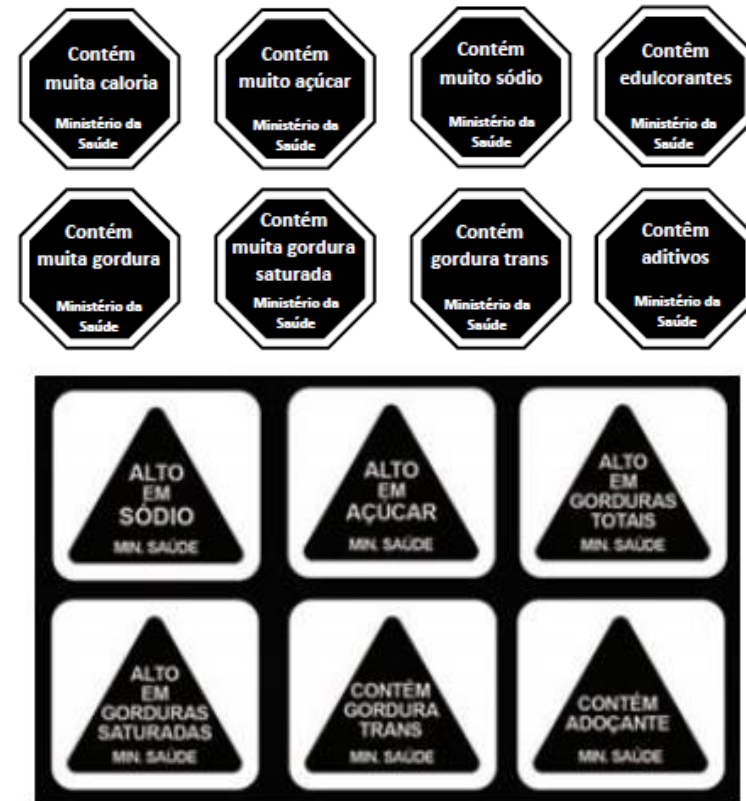 Contém
muita caloria
Ministério da
Saúde
Contém
muito açúcar
Ministério da
Saúde
Contém
muito sódio
Ministério da
Saúde
Contêm
edulcorantes
Ministério da
Saúde
Contém
muita gordura
Ministério da
Saúde
Contém
muita gordura
saturada
Ministério da
Saúde
Contém
gordura trans
Ministério da
Saúde
Contêm
aditivos
Ministério da
Saúde
ALTO
EM
SÓDIO
MIN. SAÚDE
ALTO
EM
AÇÚCAR
MIN. SAÚDE
ALTO
EM
GORDURAS
TOTAIS
MIN. SAÚDE
ALTO
EM
GORDURAS
SATURADAS
MIN. SAÚDE
CONTÉM
GORDURA
TRANS
MIN. SAÚDE
CONTÉM
ADOÇANTE
MIN. SAÚDE